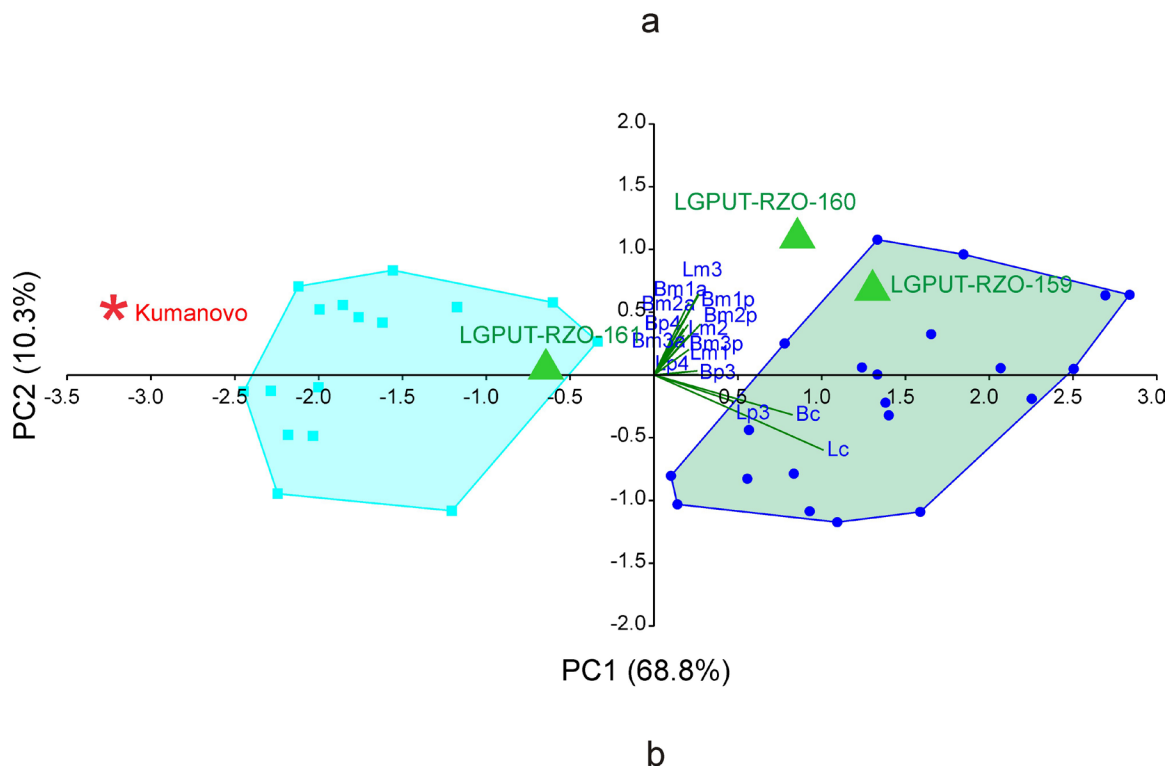 a
2.0
1.5
LGPUT-RZO-160
1.0
Lm3
Bm1a
Bm1p
LGPUT-RZO-159
Bm2a
0.5
Bm2p
Kumanovo
Bp4
Lm2
LGPUT-RZO-161
Bm3a
Bm3p
Lm1
Lp4
Bp3
PC2 (10.3%)
-3.5
-3.0
-2.5
-2.0
-1.5
-1.0
-0.5
0.5
1.0
1.5
2.0
2.5
3.0
Lp3
Bc
-0.5
Lc
-1.0
-1.5
-2.0
PC1 (68.8%)
b